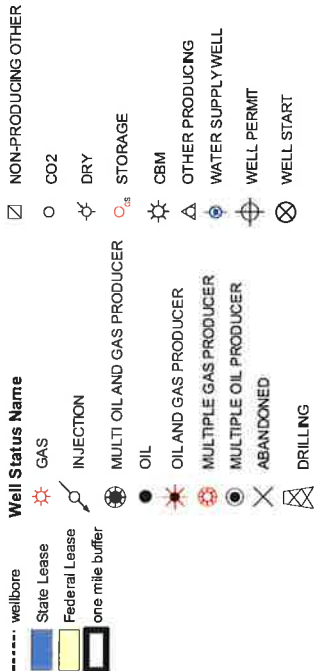 wellbore
State Lease
Federal Lease
one mile buffer
Well Status Name
GAS
INJECTION
MULTI OIL AND GAS PRODUCER
OIL
OIL AND GAS PRODUCER
MULTIPLE GAS PRODUCER
MULTIPLE OIL PRODUCER
ABANDONED
DRILLING
NON-PRODUCING OTHER
CO2
DRY
GS STORAGE
CBM
OTHER PRODUCING
WATER SUPPLY WELL
WELL PERMIT
WELL START